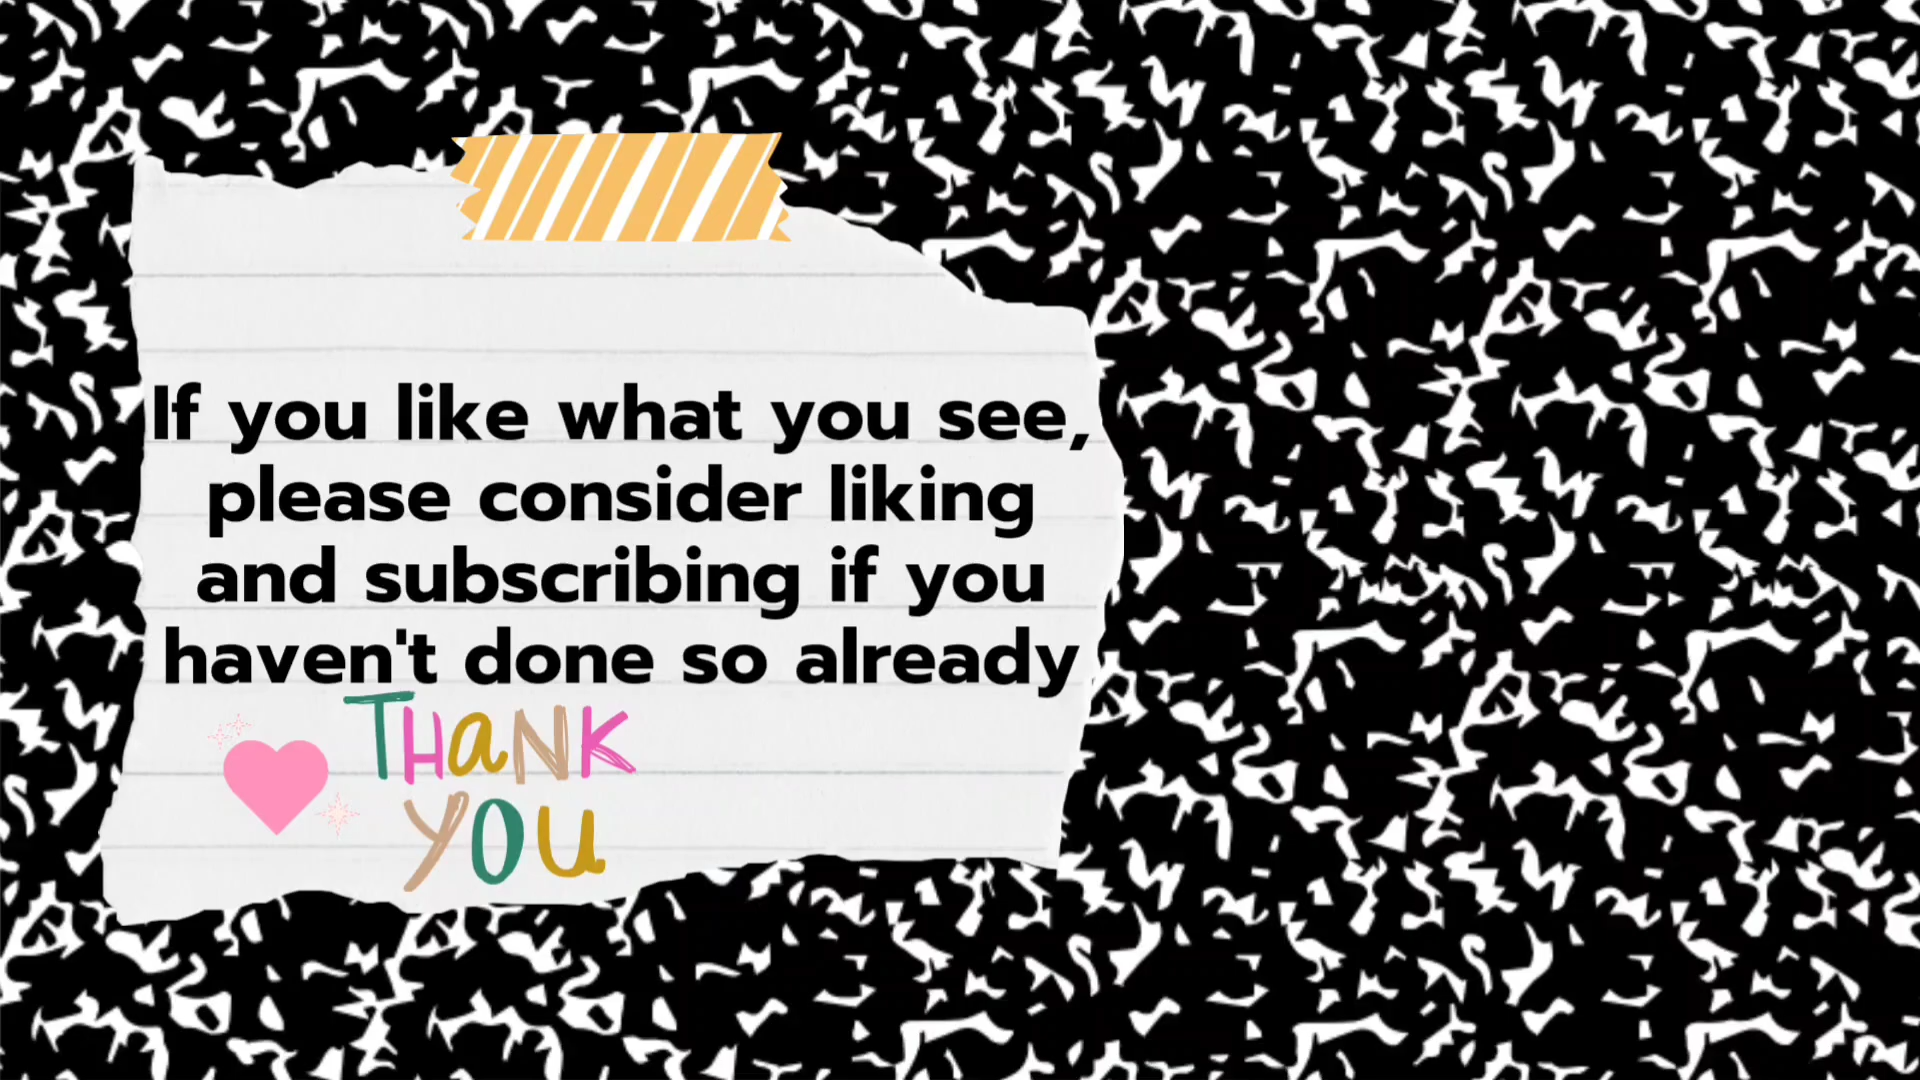 If you like what you see,
please consider liking
and subscribing if you
haven't done so already
THaNK
YOU